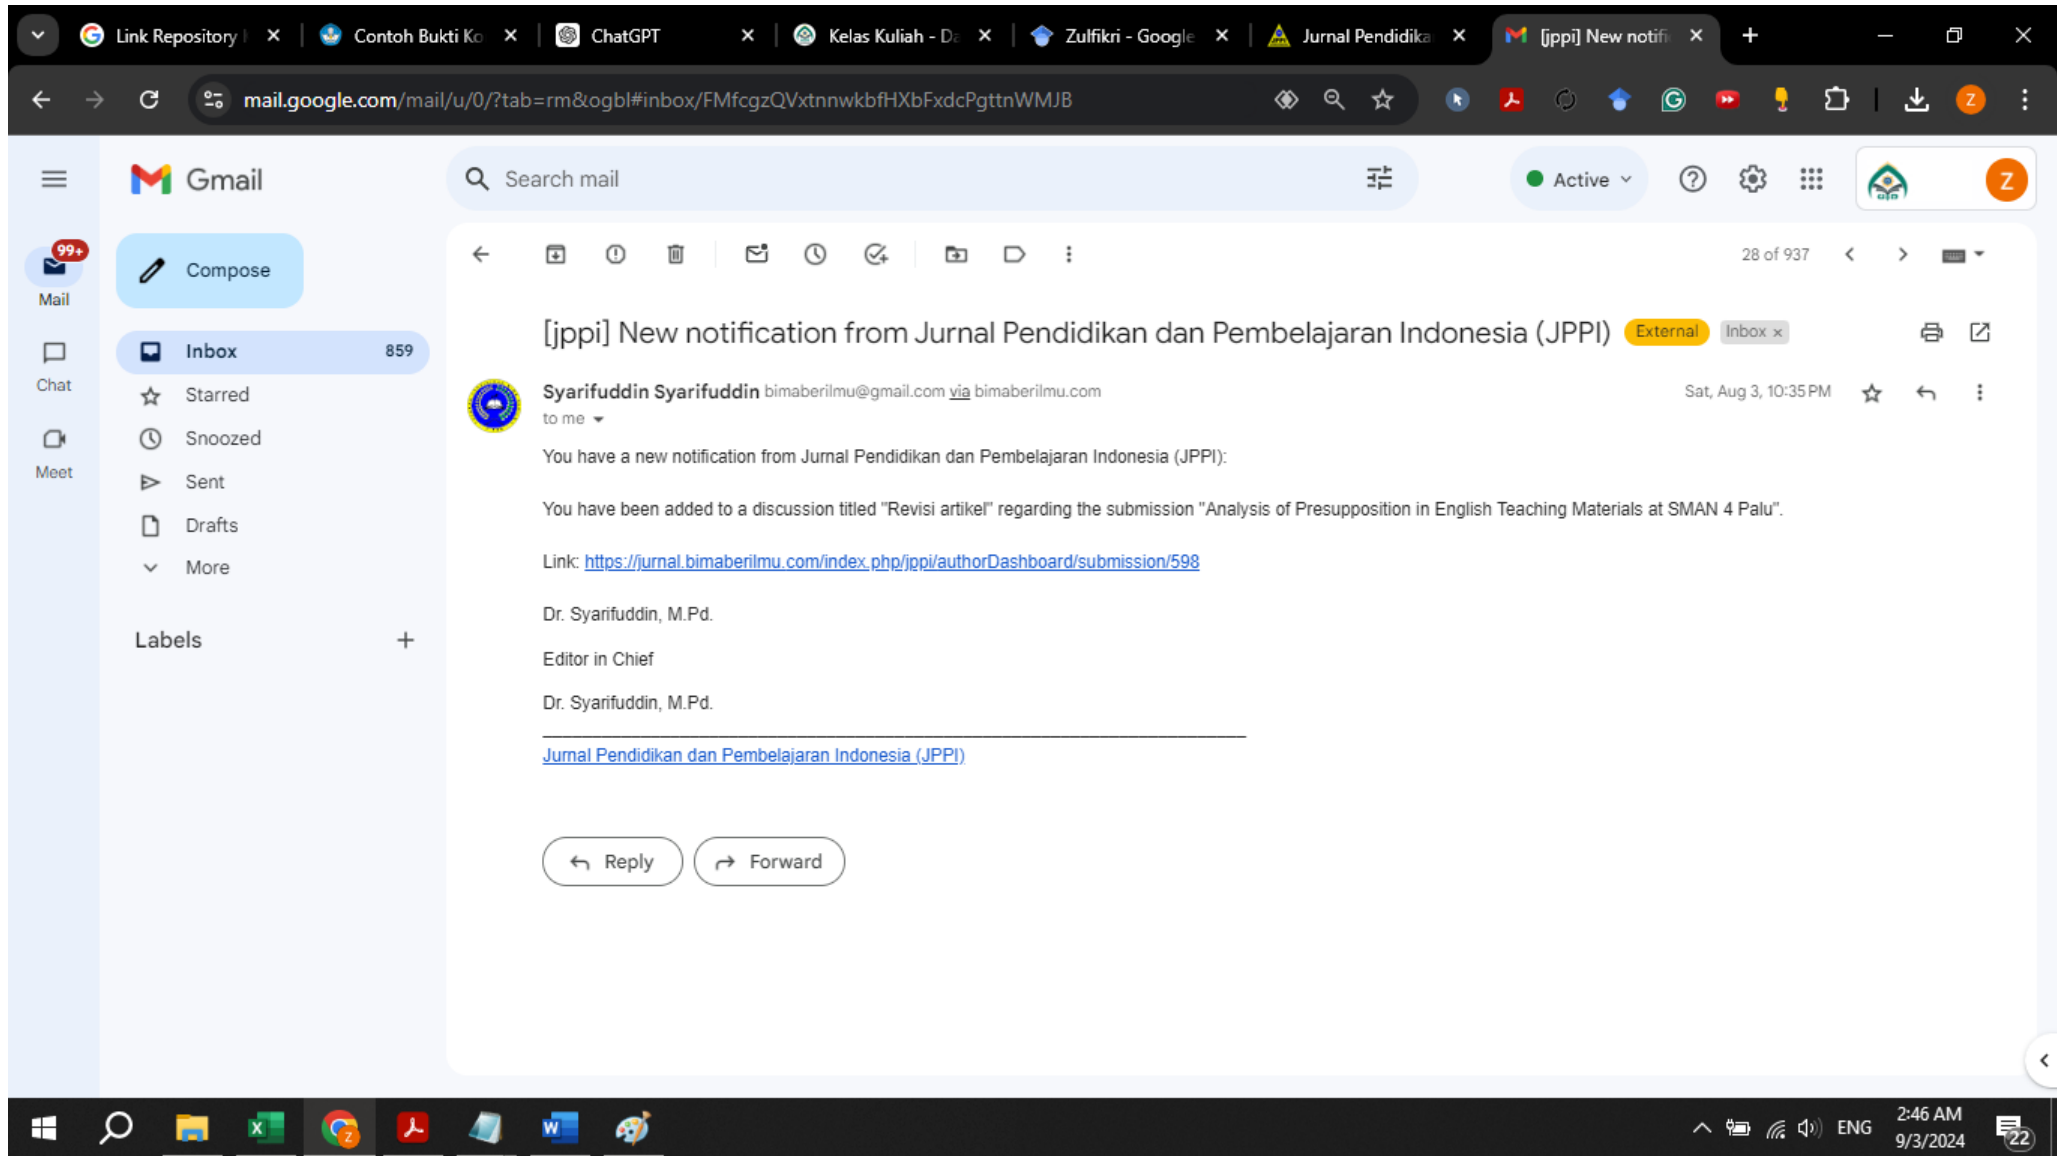 Link Repository
Contoh Bukti Ko
ChatGPT
Kelas Kuliah - Da
Zulfikri - Google
Jurnal Pendidika
[jppi] New notifi
mail.google.com/mail/u/0/?tab=rm&ogbl#inbox/FMfcgzQVxtnnwkbfHXbFxdcPgttnWMJB
Z
Gmail
Search mail
Active
Z
99+
Mail
Compose
28 of 937
[jppi] New notification from Jurnal Pendidikan dan Pembelajaran Indonesia (JPPI) External Inbox x
Inbox 859
Chat
Starred
Syarifuddin Syarifuddin bimaberilmu@gmail.com via bimaberilmu.com
Sat, Aug 3, 10:35 PM
to me
Snoozed
Meet
You have a new notification from Jurnal Pendidikan dan Pembelajaran Indonesia (JPPI):
Sent
You have been added to a discussion titled "Revisi artikel" regarding the submission "Analysis of Presupposition in English Teaching Materials at SMAN 4 Palu".
Drafts
Link: https://jurnal.bimaberilmu.com/index.php/jppi/authorDashboard/submission/598
More
Dr. Syarifuddin, M.Pd.
Labels
Editor in Chief
Dr. Syarifuddin, M.Pd.
Jurnal Pendidikan dan Pembelajaran Indonesia (JPPI)
Reply
Forward
ENG
2:46 AM
9/3/2024
22